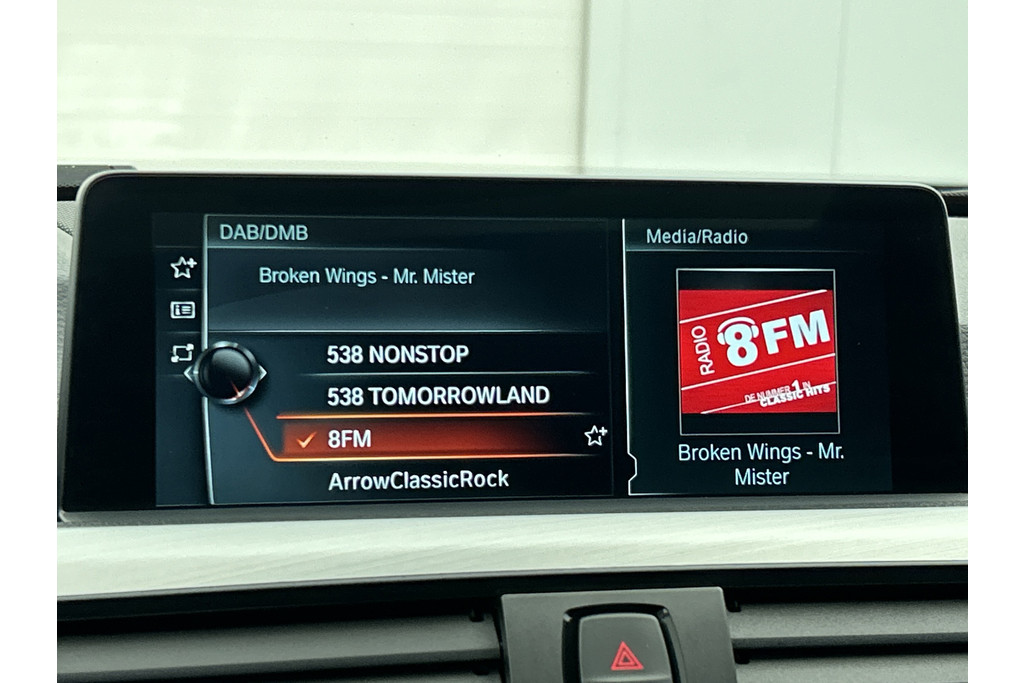 DAB/DMB
Broken Wings - Mr. Mister
538 NONSTOP
538 TOMORROWLAND
8FM
ArrowClassicRock
Media/Radio
RADIO
8FM
DE NUMMER 1 IN
CLASSIC HITS
Broken Wings - Mr.
Mister